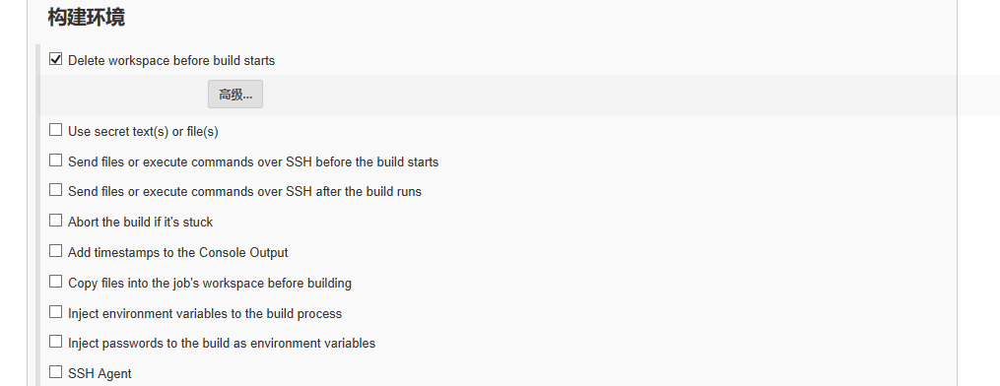 构建环境
Delete workspace before build starts
高级...
Use secret text(s) or file(s)
Send files or execute commands over SSH before the build starts
Send files or execute commands over SSH after the build runs
Abort the build if it's stuck
Add timestamps to the Console Output
Copy files into the job's workspace before building
Inject environment variables to the build process
Inject passwords to the build as environment variables
SSH Agent